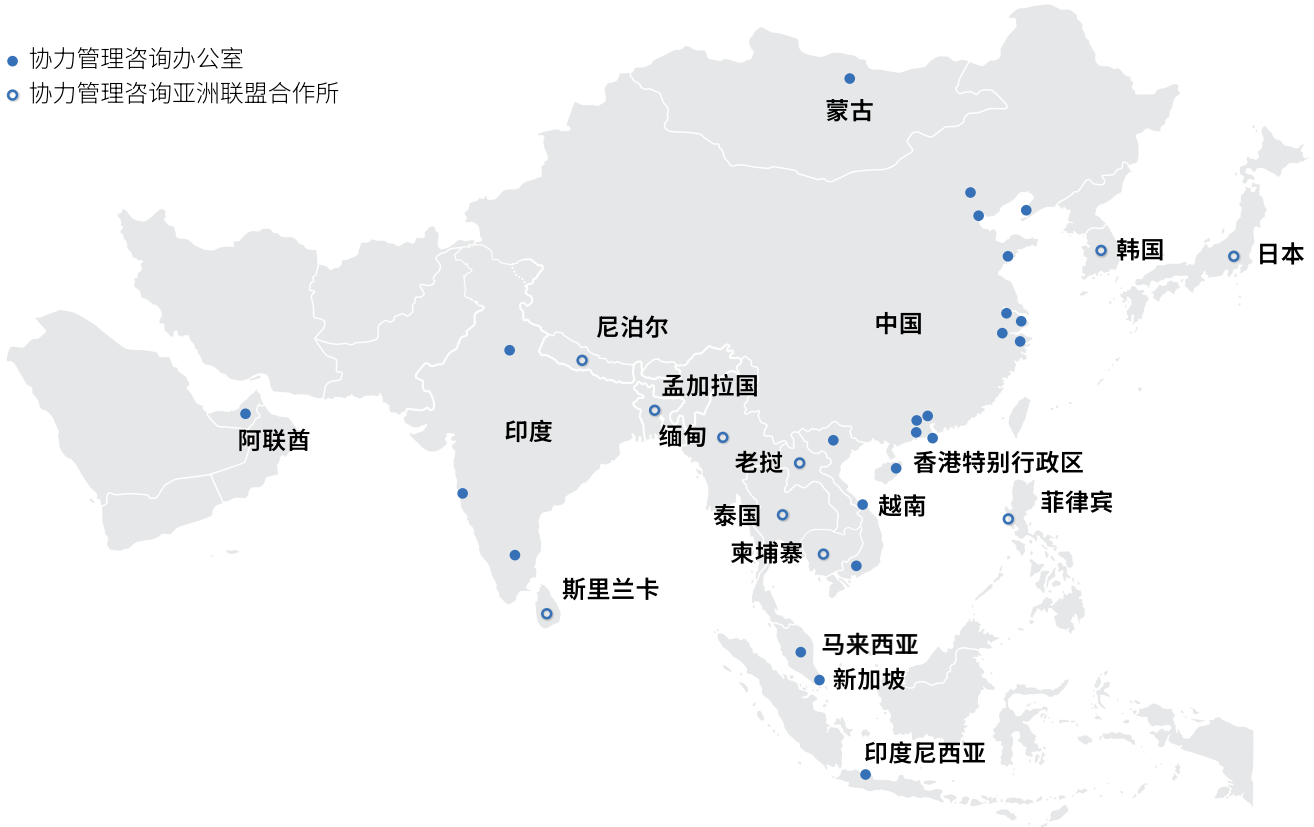 协力管理咨询办公室
协力管理咨询亚洲联盟合作所
蒙古
韩国
日本
中国
尼泊尔
孟加拉国
印度
缅甸
阿联酋
老挝
香港特别行政区
越南
菲律宾
泰国
柬埔寨
斯里兰卡
马来西亚
新加坡
印度尼西亚